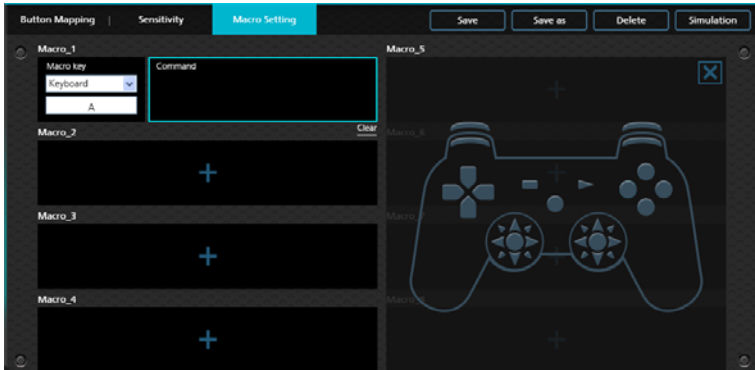 Button Mapping | Sensitivity Macro Setting Save Save as Delete Simulation
Macro_1 Macro_5
Macro key Command
Keyboard
A
Clear
Macro_2 Macro_6
Macro_3 Macro_7
Macro_4 Macro_8